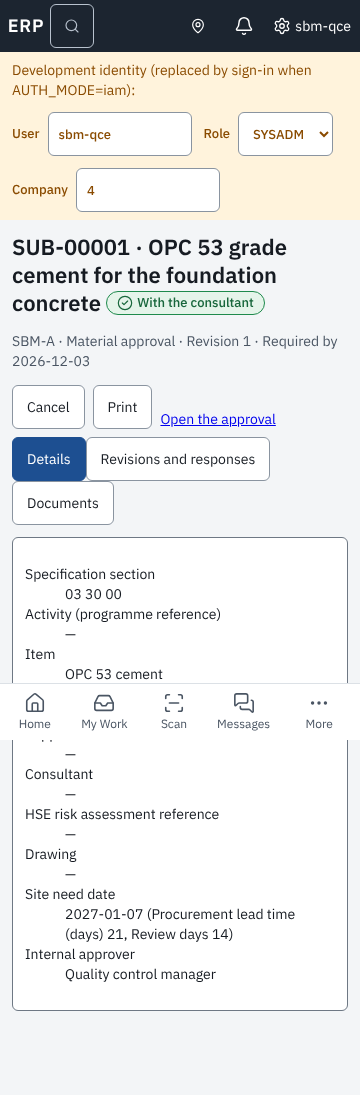 ERP
sbm-qce
Development identity (replaced by sign-in when
AUTH_MODE=iam):
User sbm-qce Role SYSADM
Company 4
SUB-00001 · OPC 53 grade
cement for the foundation
concrete With the consultant
SBM-A · Material approval · Revision 1 · Required by
2026-12-03
Cancel Print Open the approval
Details Revisions and responses
Documents
Specification section
03 30 00
Activity (programme reference)
—
Item
OPC 53 cement
Home My Work Scan Messages More
—
Consultant
—
HSE risk assessment reference
—
Drawing
—
Site need date
2027-01-07 (Procurement lead time
(days) 21, Review days 14)
Internal approver
Quality control manager